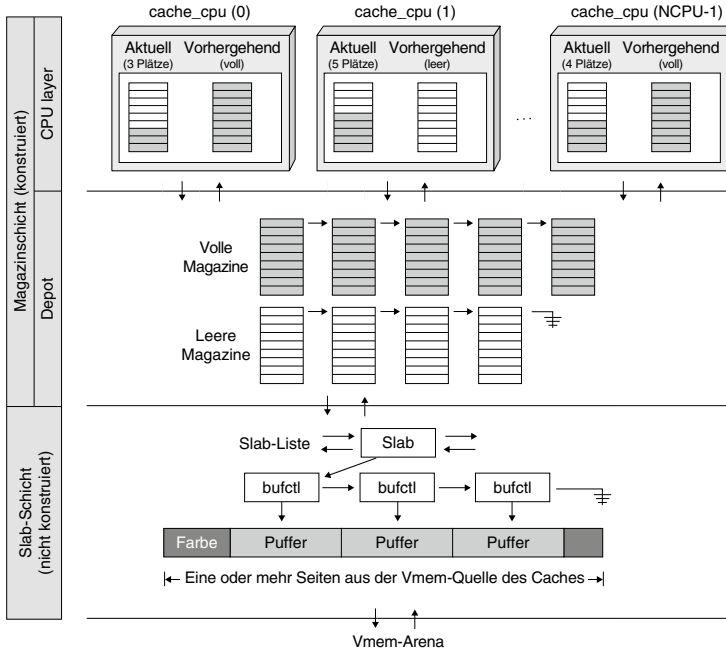 cache_cpu (0)
cache_cpu (1)
cache_cpu (NCPU-1)
Aktuell
(3 Plätze)
Vorhergehend
(voll)
Aktuell
(5 Plätze)
Vorhergehend
(leer)
...
Aktuell
(4 Plätze)
Vorhergehend
(voll)
Magazinschicht (konstruiert)
CPU layer
Depot
Volle
Magazine
Leere
Magazine
Slab-Schicht
(nicht konstruiert)
Slab-Liste
Slab
bufctl
bufctl
bufctl
Farbe
Puffer
Puffer
Puffer
Eine oder mehr Seiten aus der Vmem-Quelle des Caches
Vmem-Arena